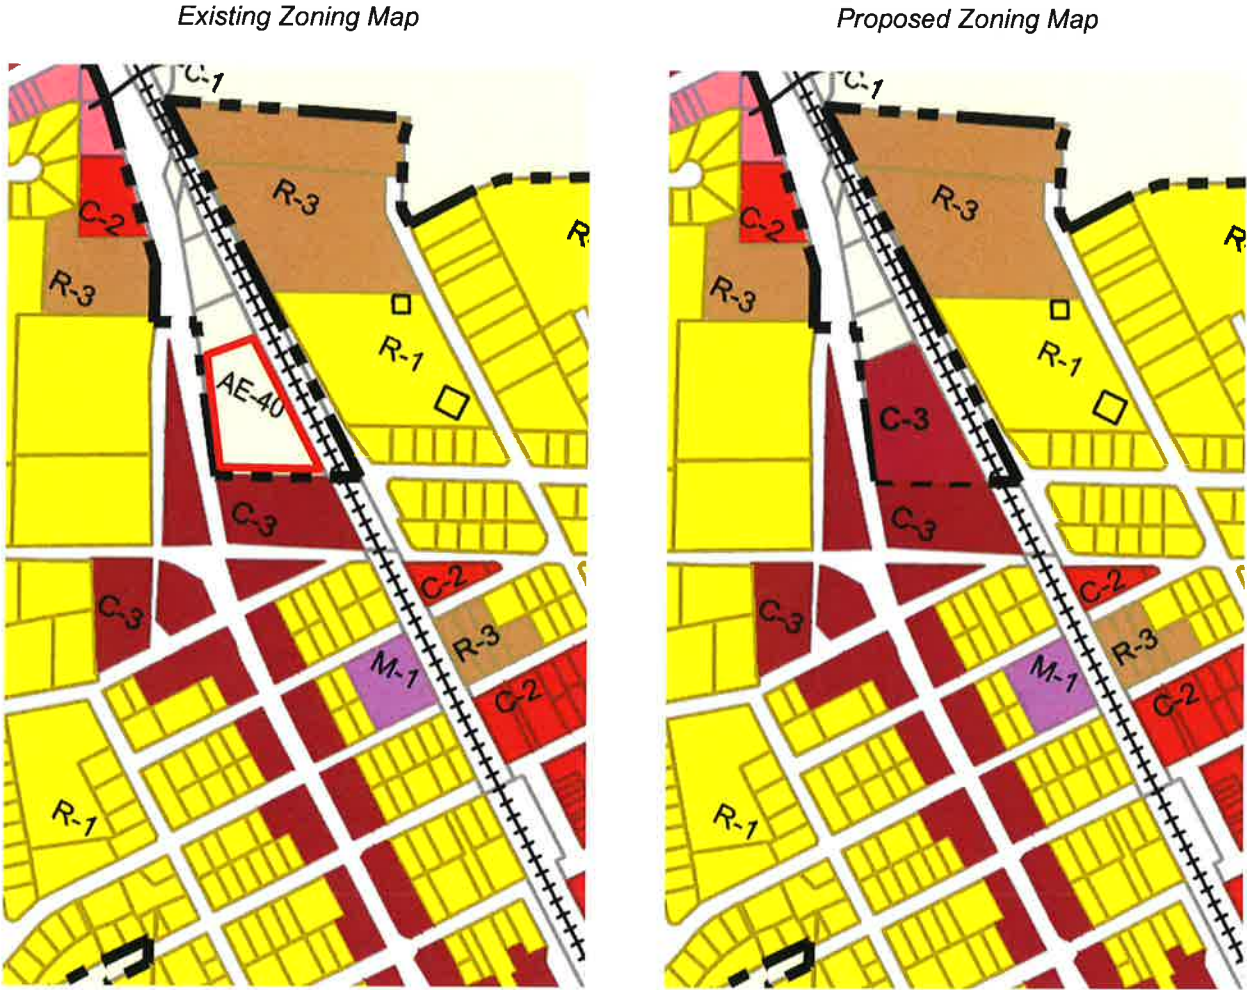 Existing Zoning Map
C-1
R-3
C-2
R-3
R-1
AE-40
C-3
C-2
C-3
R-3
M-1
C-2
R-1
Proposed Zoning Map
C-1
R-3
C-2
R-3
R-1
C-3
C-3
C-2
C-3
R-3
M-1
C-2
R-1